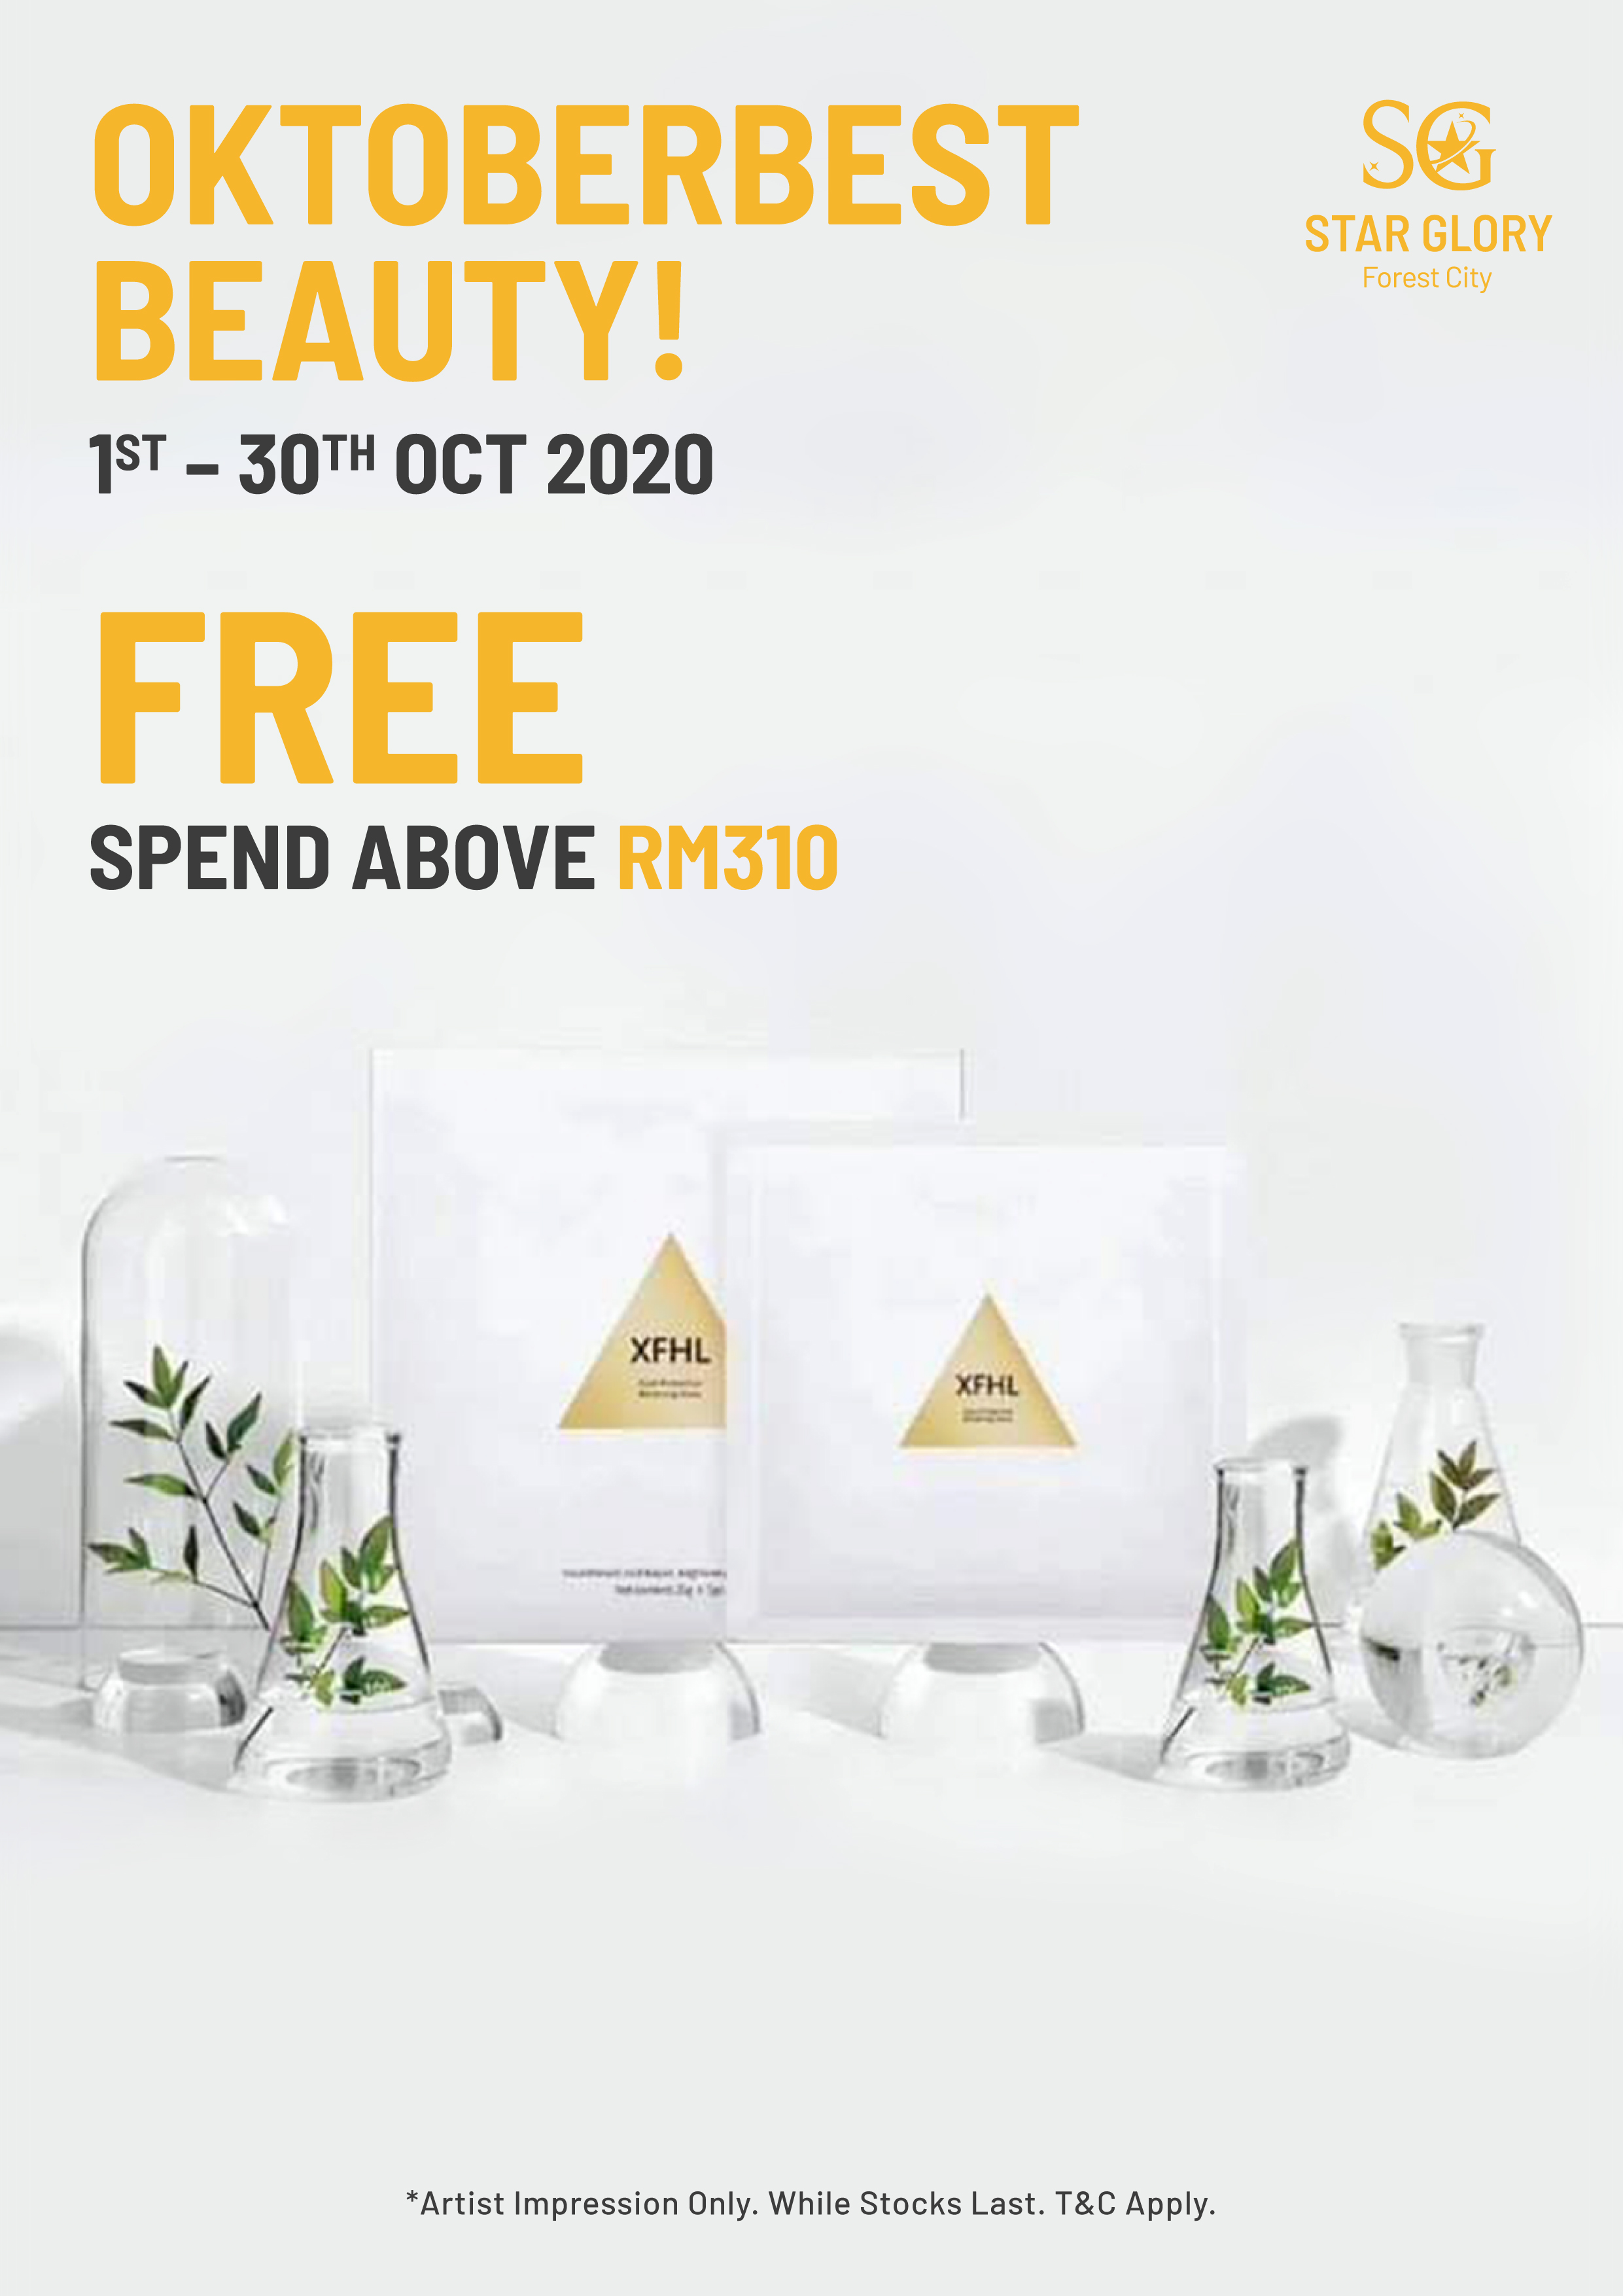 OKTOBERBEST
BEAUTY!
1ST – 30TH OCT 2020
SG
STAR GLORY
Forest City
FREE
SPEND ABOVE RM310
XFHL
XFHL
*Artist Impression Only. While Stocks Last. T&C Apply.